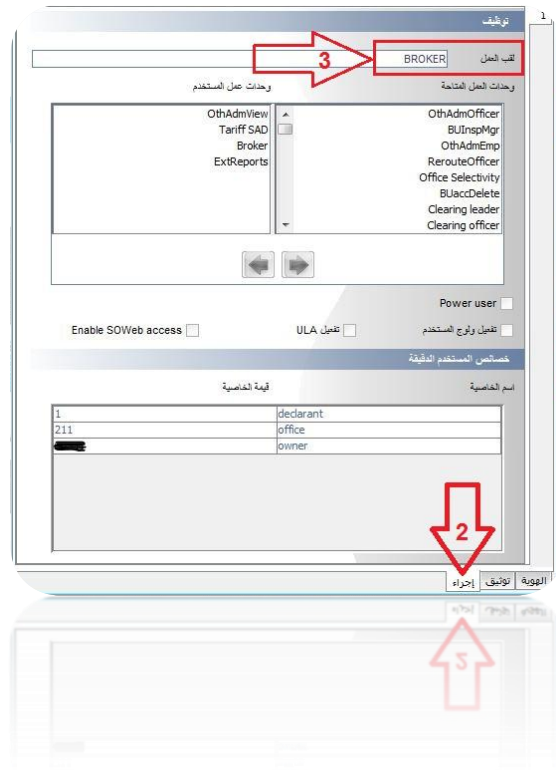 1
توظيف
لقب العمل BROKER 3
وحدات العمل المتاحة وحدات عمل المستخدم
OthAdmOfficer OthAdmView
BUInspMgr Tariff SAD
OthAdmEmp Broker
RerouteOfficer ExtReports
Office Selectivity
BUaccDelete
Clearing leader
Clearing officer
Power user
تفعيل ولوج المستخدم تفعيل ULA Enable SOWeb access
خصائص المستخدم الدقيقة
اسم الخاصية قيمة الخاصية
declarant 1
office 211
owner
2
الهوية توثيق إجراء